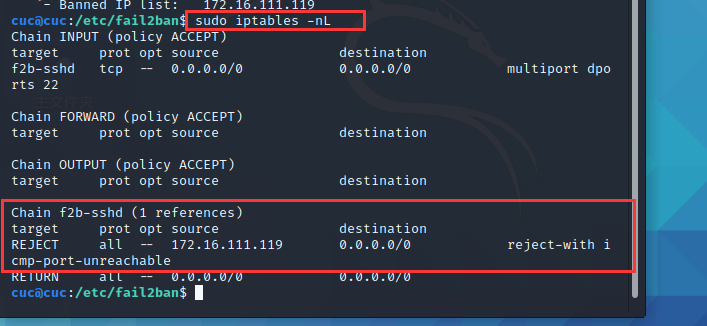 `- Banned IP list:   172.16.111.119
cuc@cuc:/etc/fail2ban$ sudo iptables -nL
Chain INPUT (policy ACCEPT)
target     prot opt source               destination
f2b-sshd   tcp  --  0.0.0.0/0            0.0.0.0/0            multiport dpo
rts 22
Chain FORWARD (policy ACCEPT)
target     prot opt source               destination
Chain OUTPUT (policy ACCEPT)
target     prot opt source               destination
Chain f2b-sshd (1 references)
target     prot opt source               destination
REJECT     all  --  172.16.111.119       0.0.0.0/0            reject-with i
cmp-port-unreachable
RETURN     all  --  0.0.0.0/0            0.0.0.0/0
cuc@cuc:/etc/fail2ban$